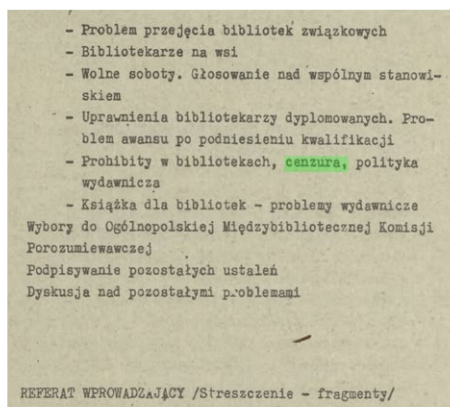 - Problem przejęcia bibliotek związkowych
- Bibliotekarze na wsi
- Wolne soboty. Głosowanie nad wspólnym stanowi-
skiem
- Uprawnienia bibliotekarzy dyplomowanych. Pro-
blem awansu po podniesieniu kwalifikacji
- Prohibity w bibliotekach, cenzura, polityka
wydawnicza
- Książka dla bibliotek - problemy wydawnicze
Wybory do Ogólnopolskiej Międzybibliotecznej Komisji
Porozumiewawczej
Podpisywanie pozostałych ustaleń
Dyskusja nad pozostałymi problemami
REFERAT WPROWADZAJĄCY /Streszczenie - fragmenty/